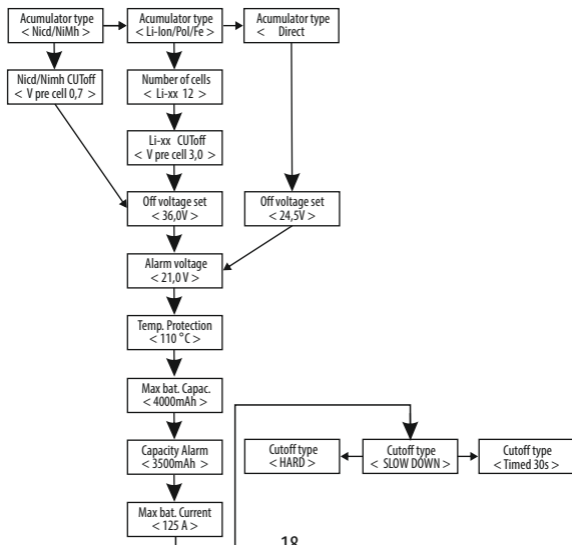 Acumulator type
< Nicd/NiMh >
Acumulator type
< Li-Ion/Pol/Fe >
Acumulator type
< Direct
Nicd/Nimh CUToff
< V pre cell 0,7 >
Number of cells
< Li-xx 12 >
Li-xx CUToff
< V pre cell 3,0 >
Off voltage set
< 36,0V >
Off voltage set
< 24,5V >
Alarm voltage
< 21,0 V >
Temp. Protection
< 110 °C >
Max bat. Capac.
< 4000mAh >
Capacity Alarm
< 3500mAh >
Cutoff type
< HARD >
Cutoff type
< SLOW DOWN >
Cutoff type
< Timed 30s >
Max bat. Current
< 125 A >
18